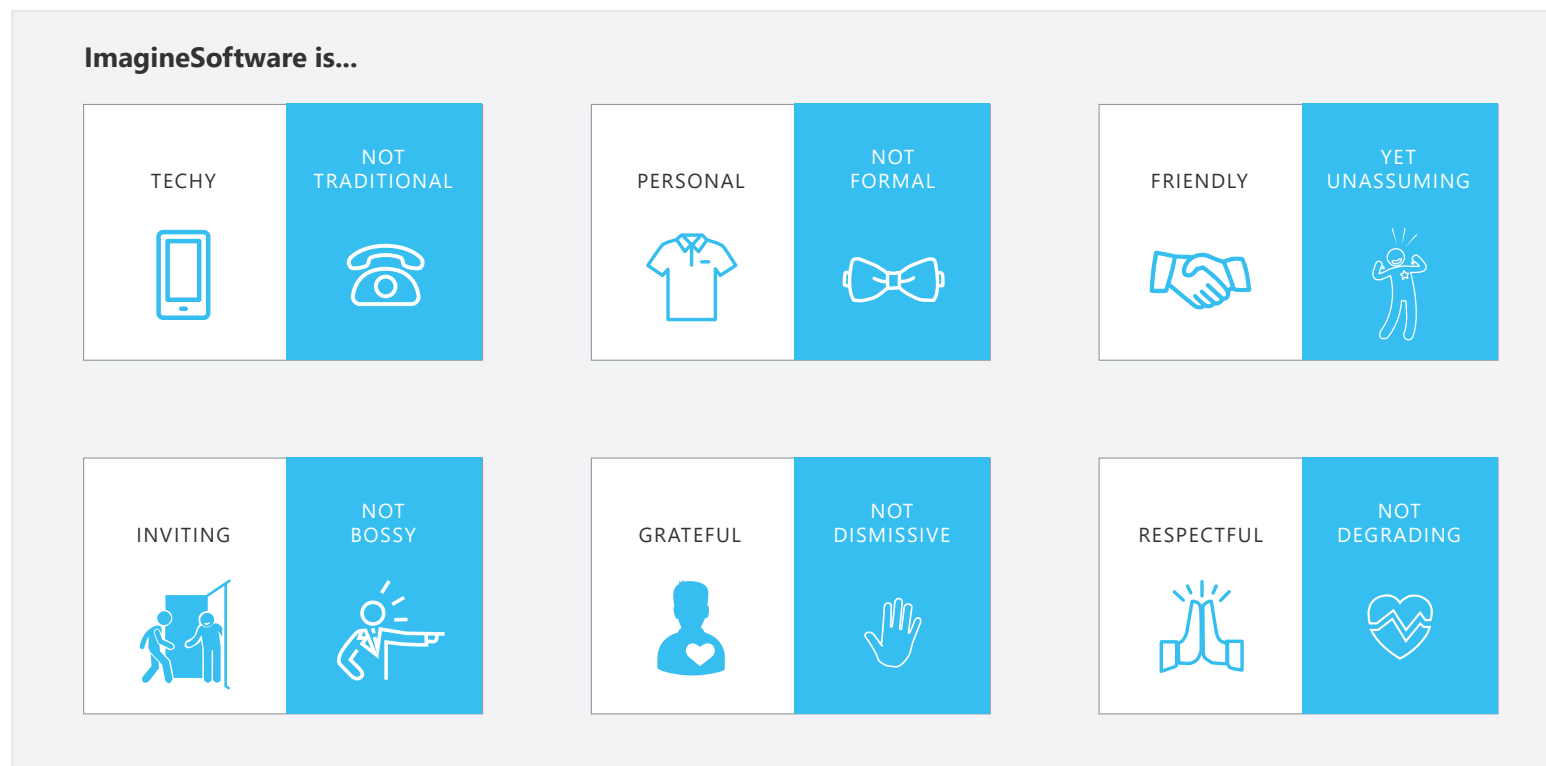 ImagineSoftware is...
TECHY
NOT
TRADITIONAL
PERSONAL
NOT
FORMAL
FRIENDLY
YET
UNASSUMING
INVITING
NOT
BOSSY
GRATEFUL
NOT
DISMISSIVE
RESPECTFUL
NOT
DEGRADING